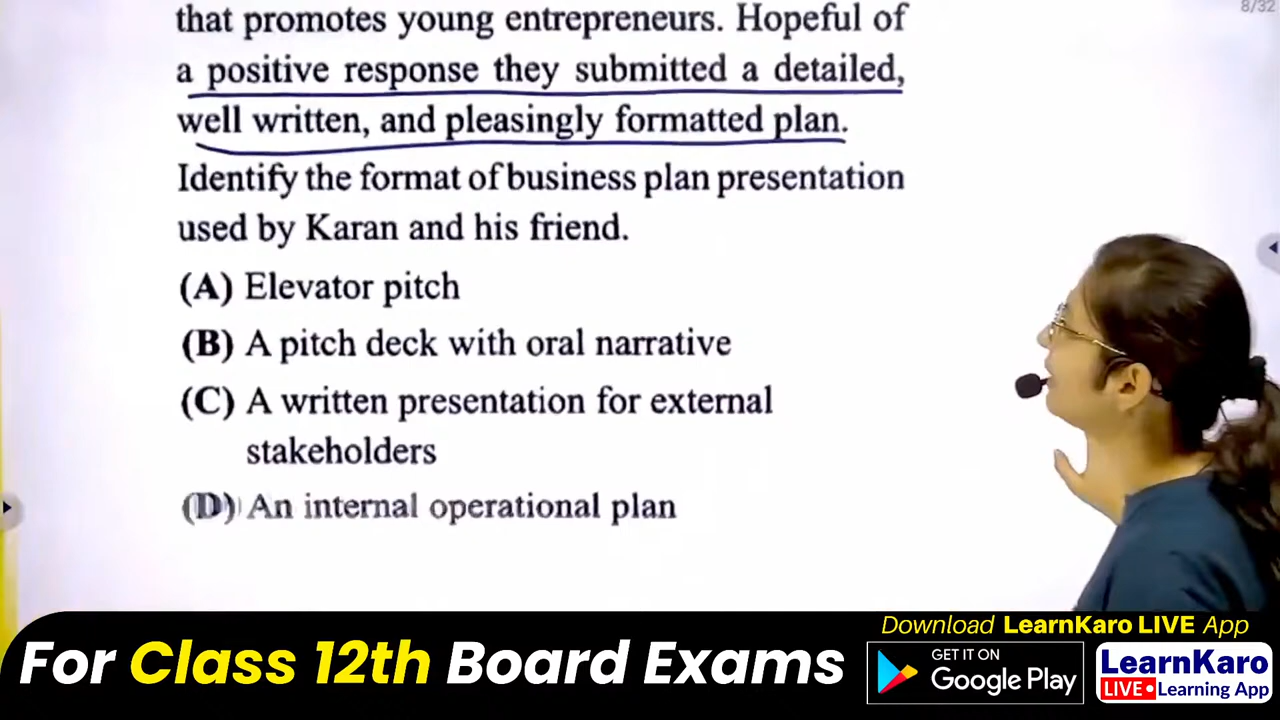 8/32
that promotes young entrepreneurs. Hopeful of
a positive response they submitted a detailed,
well written, and pleasingly formatted plan.
Identify the format of business plan presentation
used by Karan and his friend.
(A) Elevator pitch
(B) A pitch deck with oral narrative
(C) A written presentation for external
stakeholders
(D) An internal operational plan
For Class 12th Board Exams
Download LearnKaro LIVE App
GET IT ON
Google Play
LearnKaro
LIVE Learning App